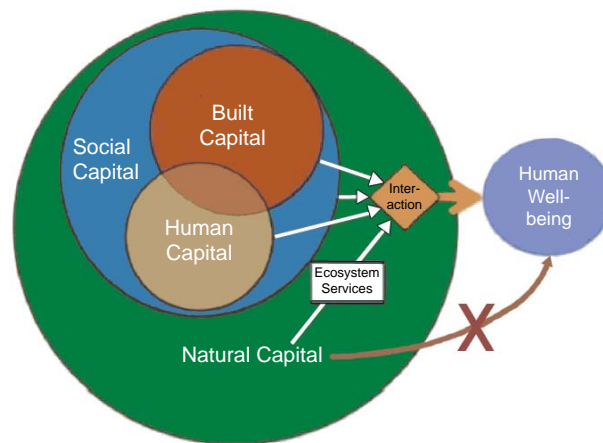 Built
Capital
Social
Capital
Human
Capital
Inter-
action
Human
Well-
being
Ecosystem
Services
Natural Capital
X